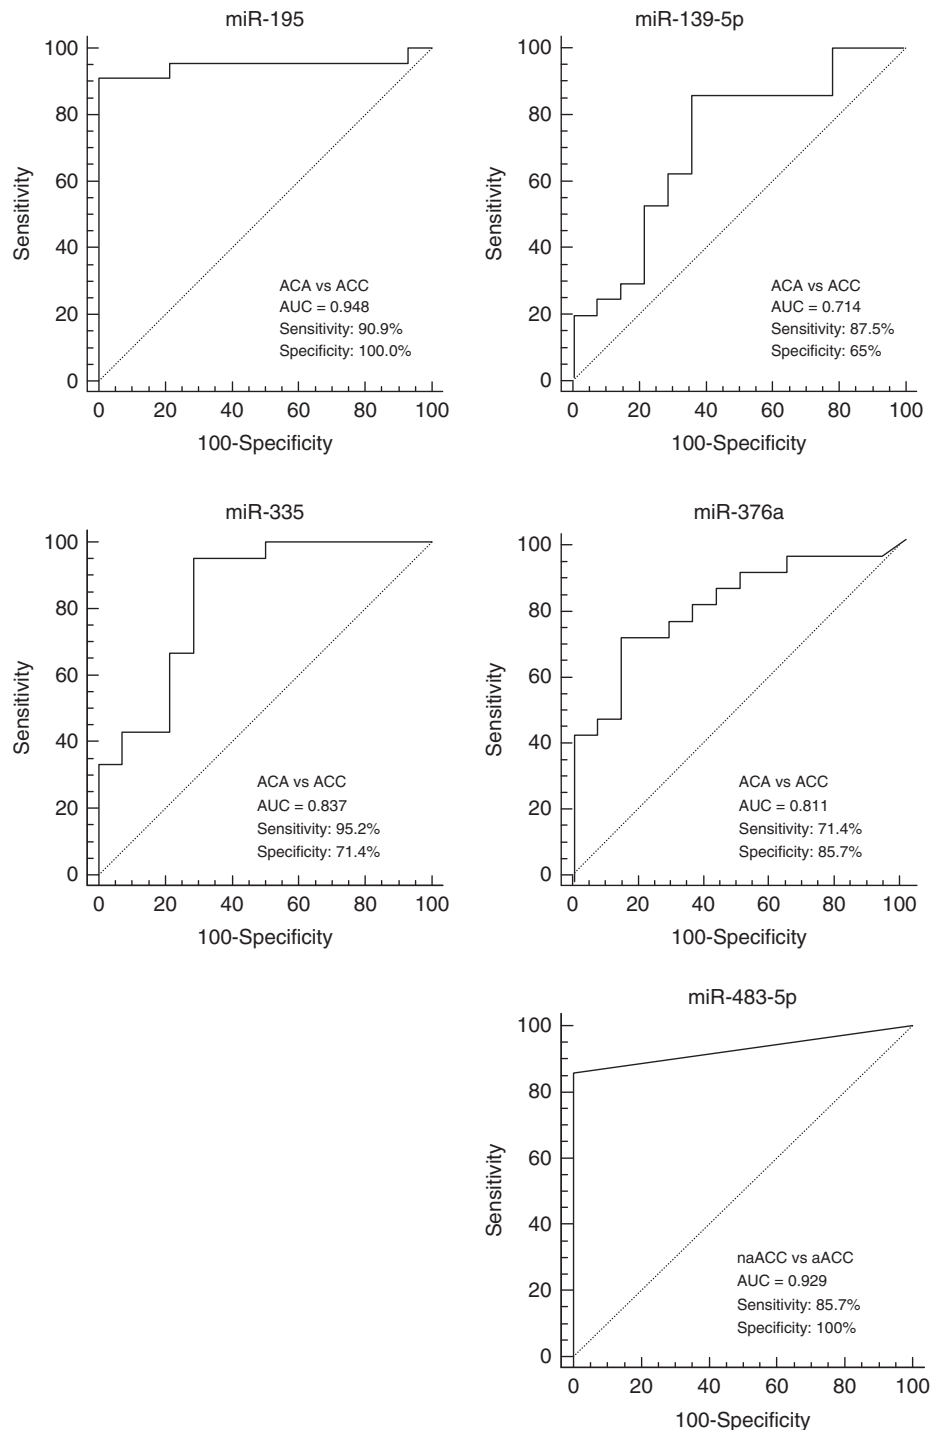 miR-195
100
80
60
40
20
0
Sensitivity
ACA vs ACC
AUC = 0.948
Sensitivity: 90.9%
Specificity: 100.0%
0 20 40 60 80 100
100-Specificity
miR-139-5p
100
80
60
40
20
0
Sensitivity
ACA vs ACC
AUC = 0.714
Sensitivity: 87.5%
Specificity: 65%
0 20 40 60 80 100
100-Specificity
miR-335
100
80
60
40
20
0
Sensitivity
ACA vs ACC
AUC = 0.837
Sensitivity: 95.2%
Specificity: 71.4%
0 20 40 60 80 100
100-Specificity
miR-376a
100
80
60
40
20
0
Sensitivity
ACA vs ACC
AUC = 0.811
Sensitivity: 71.4%
Specificity: 85.7%
0 20 40 60 80 100
100-Specificity
miR-483-5p
100
80
60
40
20
0
Sensitivity
naACC vs aACC
AUC = 0.929
Sensitivity: 85.7%
Specificity: 100%
0 20 40 60 80 100
100-Specificity